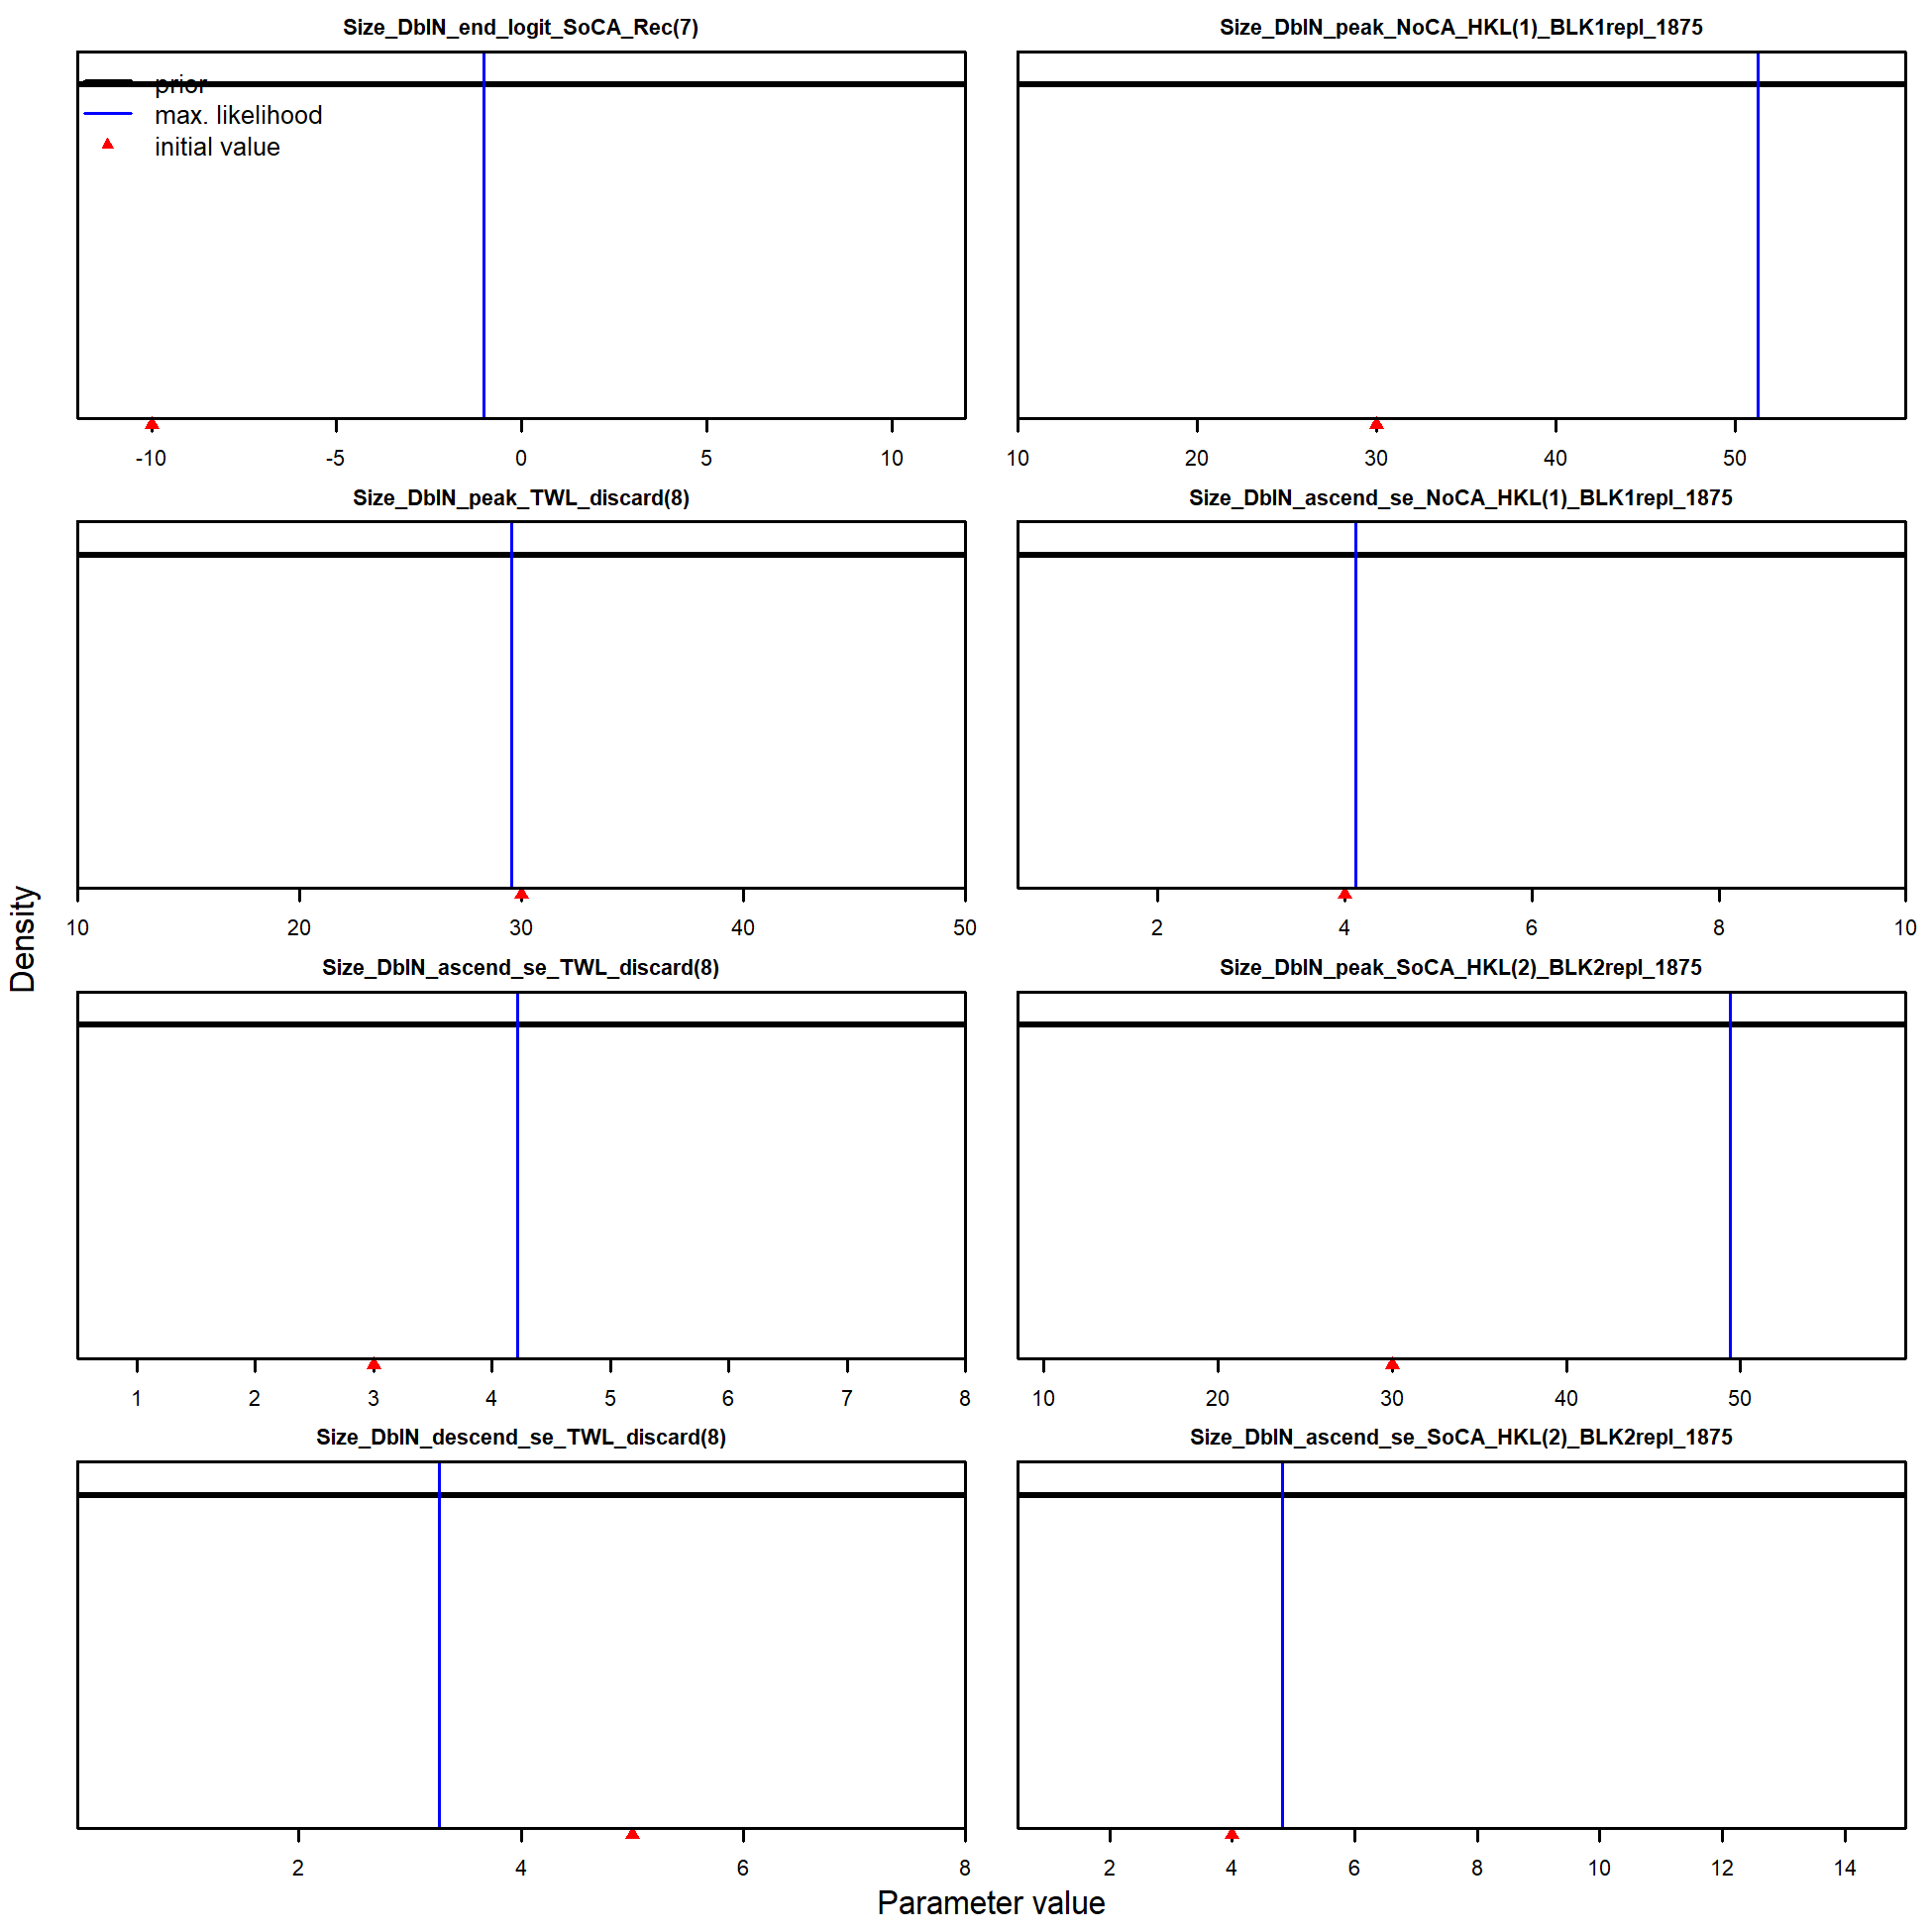 Size_DblN_end_logit_SoCA_Rec(7)
prior
max. likelihood
initial value
-10 -5 0 5 10
Size_DblN_peak_NoCA_HKL(1)_BLK1repl_1875
10 20 30 40 50
Size_DblN_peak_TWL_discard(8)
10 20 30 40 50
Size_DblN_ascend_se_NoCA_HKL(1)_BLK1repl_1875
2 4 6 8 10
Size_DblN_ascend_se_TWL_discard(8)
1 2 3 4 5 6 7 8
Size_DblN_peak_SoCA_HKL(2)_BLK2repl_1875
10 20 30 40 50
Size_DblN_descend_se_TWL_discard(8)
2 4 6 8
Size_DblN_ascend_se_SoCA_HKL(2)_BLK2repl_1875
2 4 6 8 10 12 14
Density
Parameter value